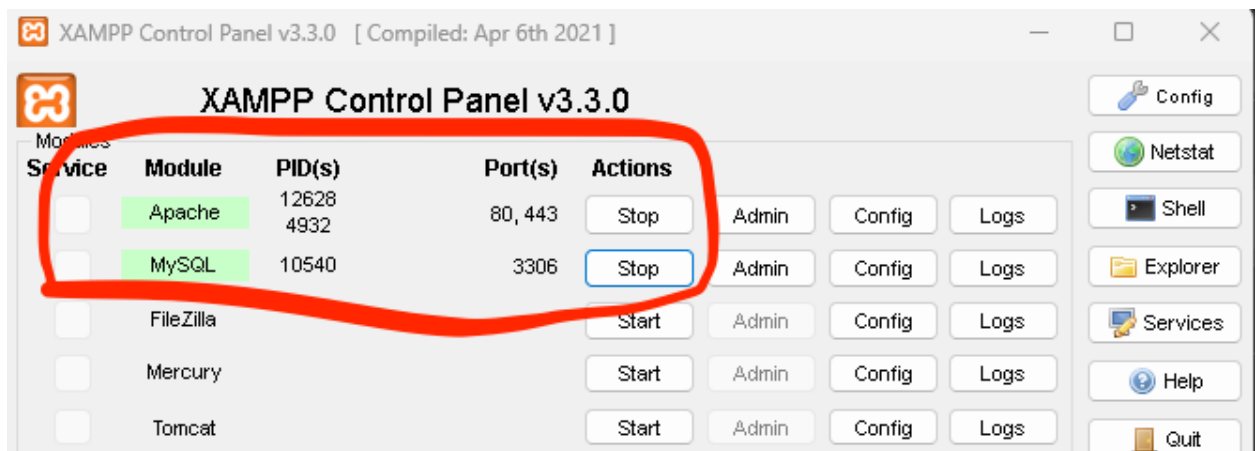 XAMPP Control Panel v3.3.0 [ Compiled: Apr 6th 2021 ]
XAMPP Control Panel v3.3.0
Config
Netstat
Modules
Service Module PID(s) Port(s) Actions
Apache 12628 4932 80, 443 Stop Admin Config Logs
Shell
MySQL 10540 3306 Stop Admin Config Logs
Explorer
FileZilla Start Admin Config Logs
Services
Mercury Start Admin Config Logs
Help
Tomcat Start Admin Config Logs
Quit